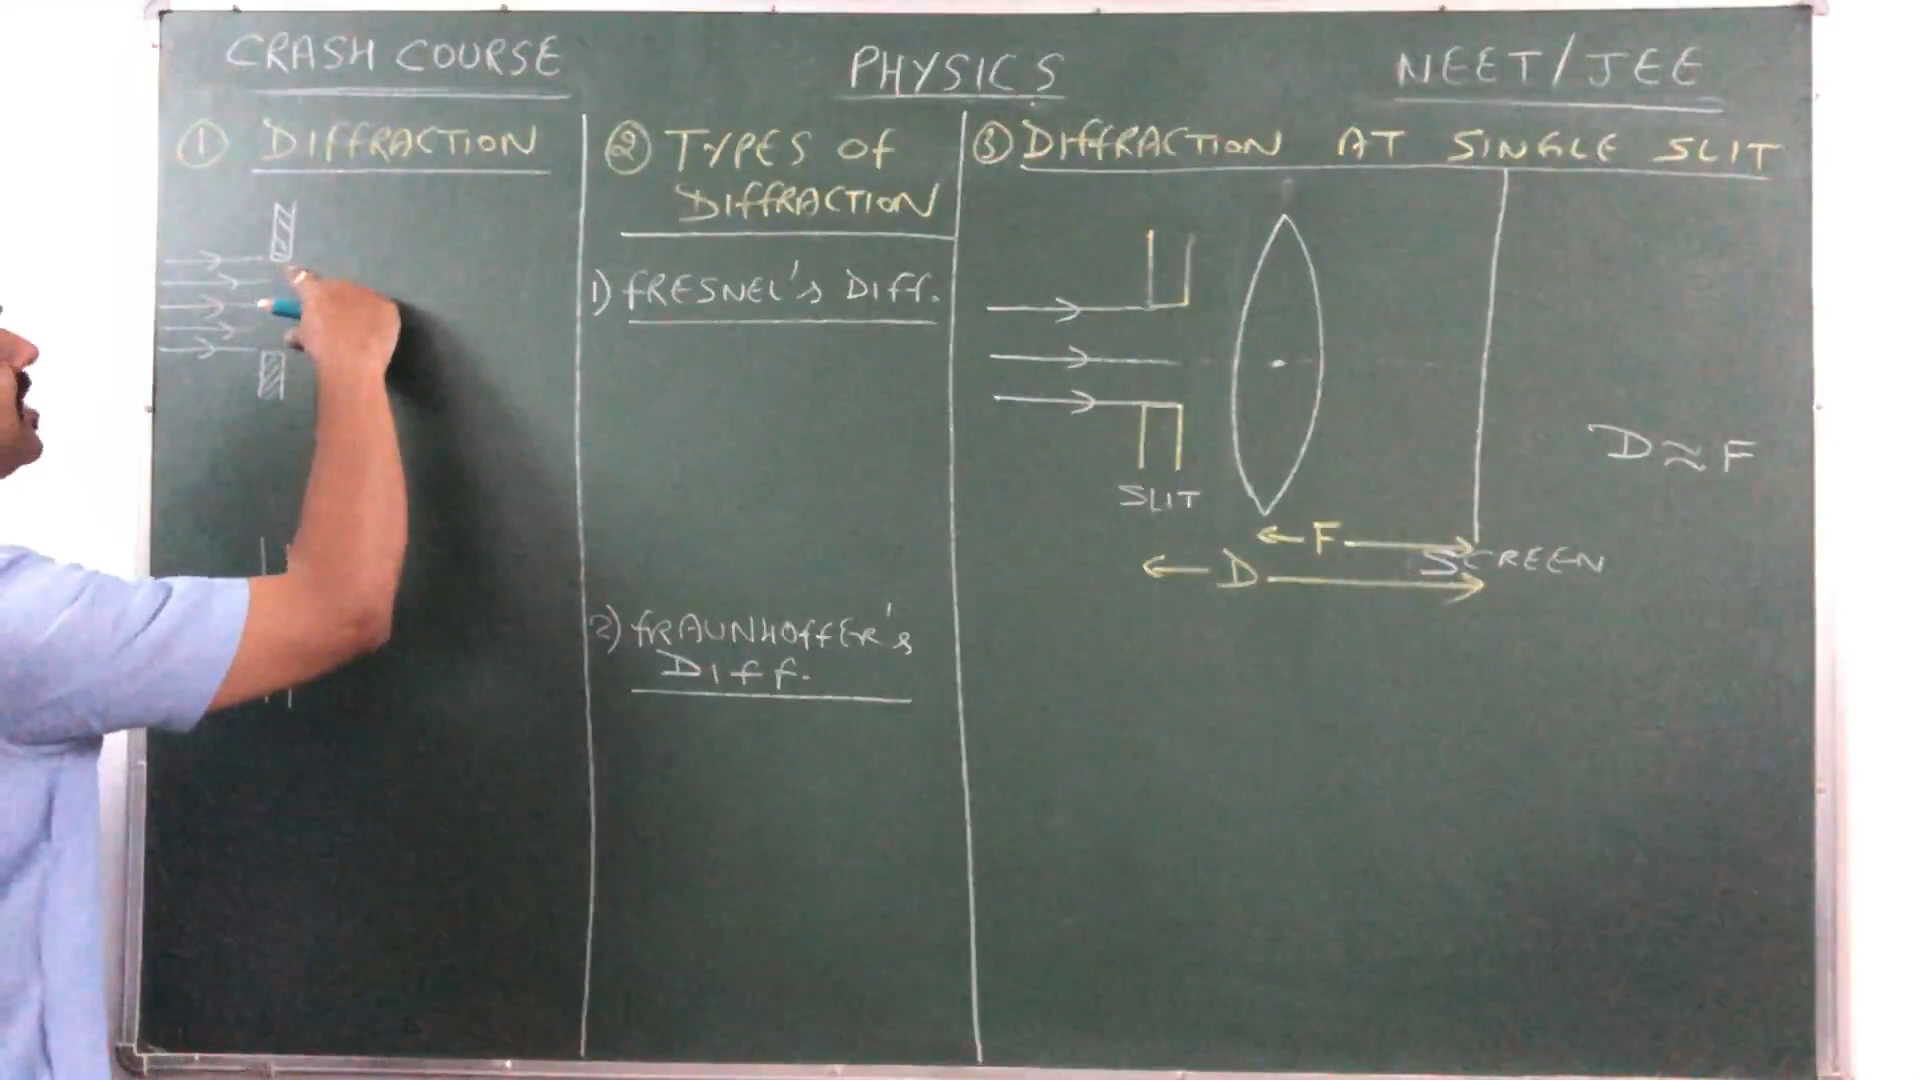 CRASH COURSE
PHYSICS
NEET/JEE
① DIFFRACTION
② TYPES OF
DIFFRACTION
1) FRESNEL'S DIFF.
2) FRAUNHOFFER'S
DIFF.
③ DIFFRACTION AT SINGLE SLIT
SLIT
D ≈ F
F
SCREEN
D